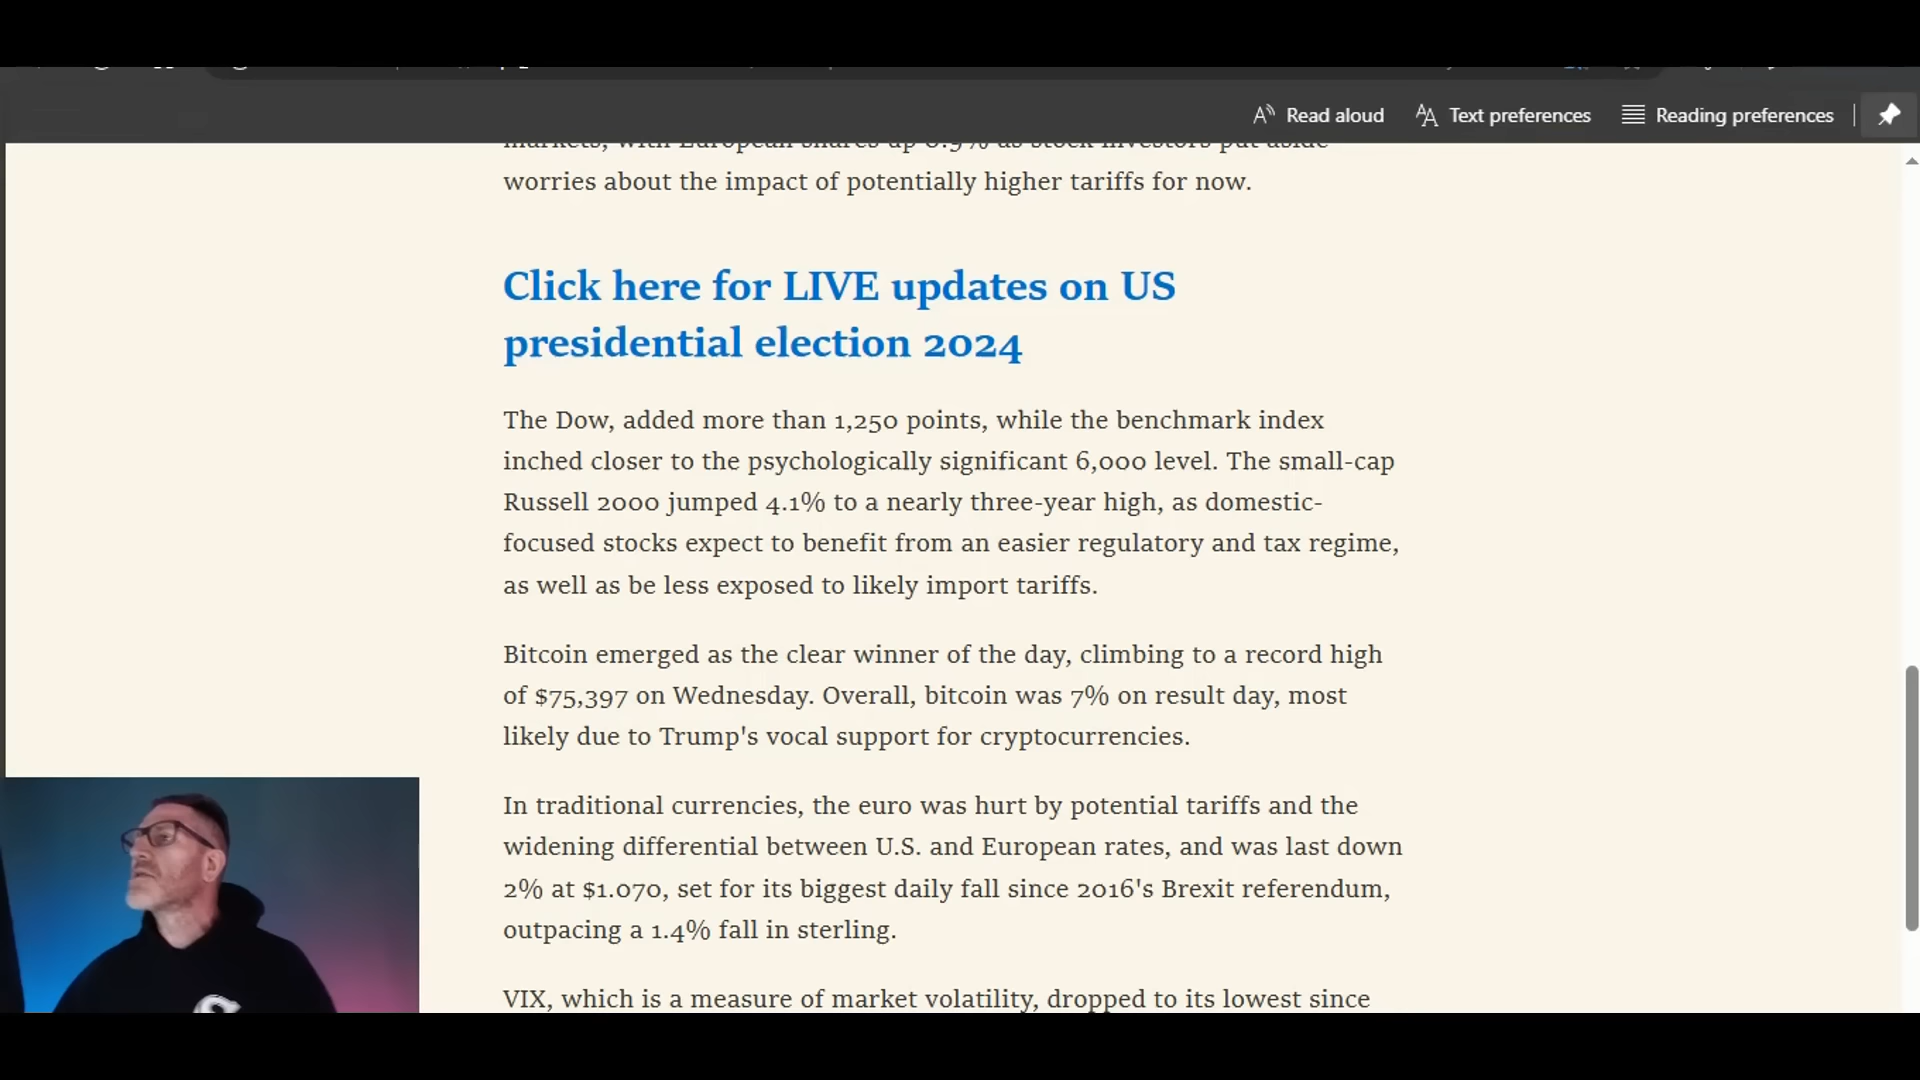 Read aloud
Text preferences
Reading preferences
markets, with European shares up 0.9% as stock investors put aside
worries about the impact of potentially higher tariffs for now.
Click here for LIVE updates on US
presidential election 2024
The Dow, added more than 1,250 points, while the benchmark index
inched closer to the psychologically significant 6,000 level. The small-cap
Russell 2000 jumped 4.1% to a nearly three-year high, as domestic-
focused stocks expect to benefit from an easier regulatory and tax regime,
as well as be less exposed to likely import tariffs.
Bitcoin emerged as the clear winner of the day, climbing to a record high
of $75,397 on Wednesday. Overall, bitcoin was 7% on result day, most
likely due to Trump's vocal support for cryptocurrencies.
In traditional currencies, the euro was hurt by potential tariffs and the
widening differential between U.S. and European rates, and was last down
2% at $1.070, set for its biggest daily fall since 2016's Brexit referendum,
outpacing a 1.4% fall in sterling.
VIX, which is a measure of market volatility, dropped to its lowest since